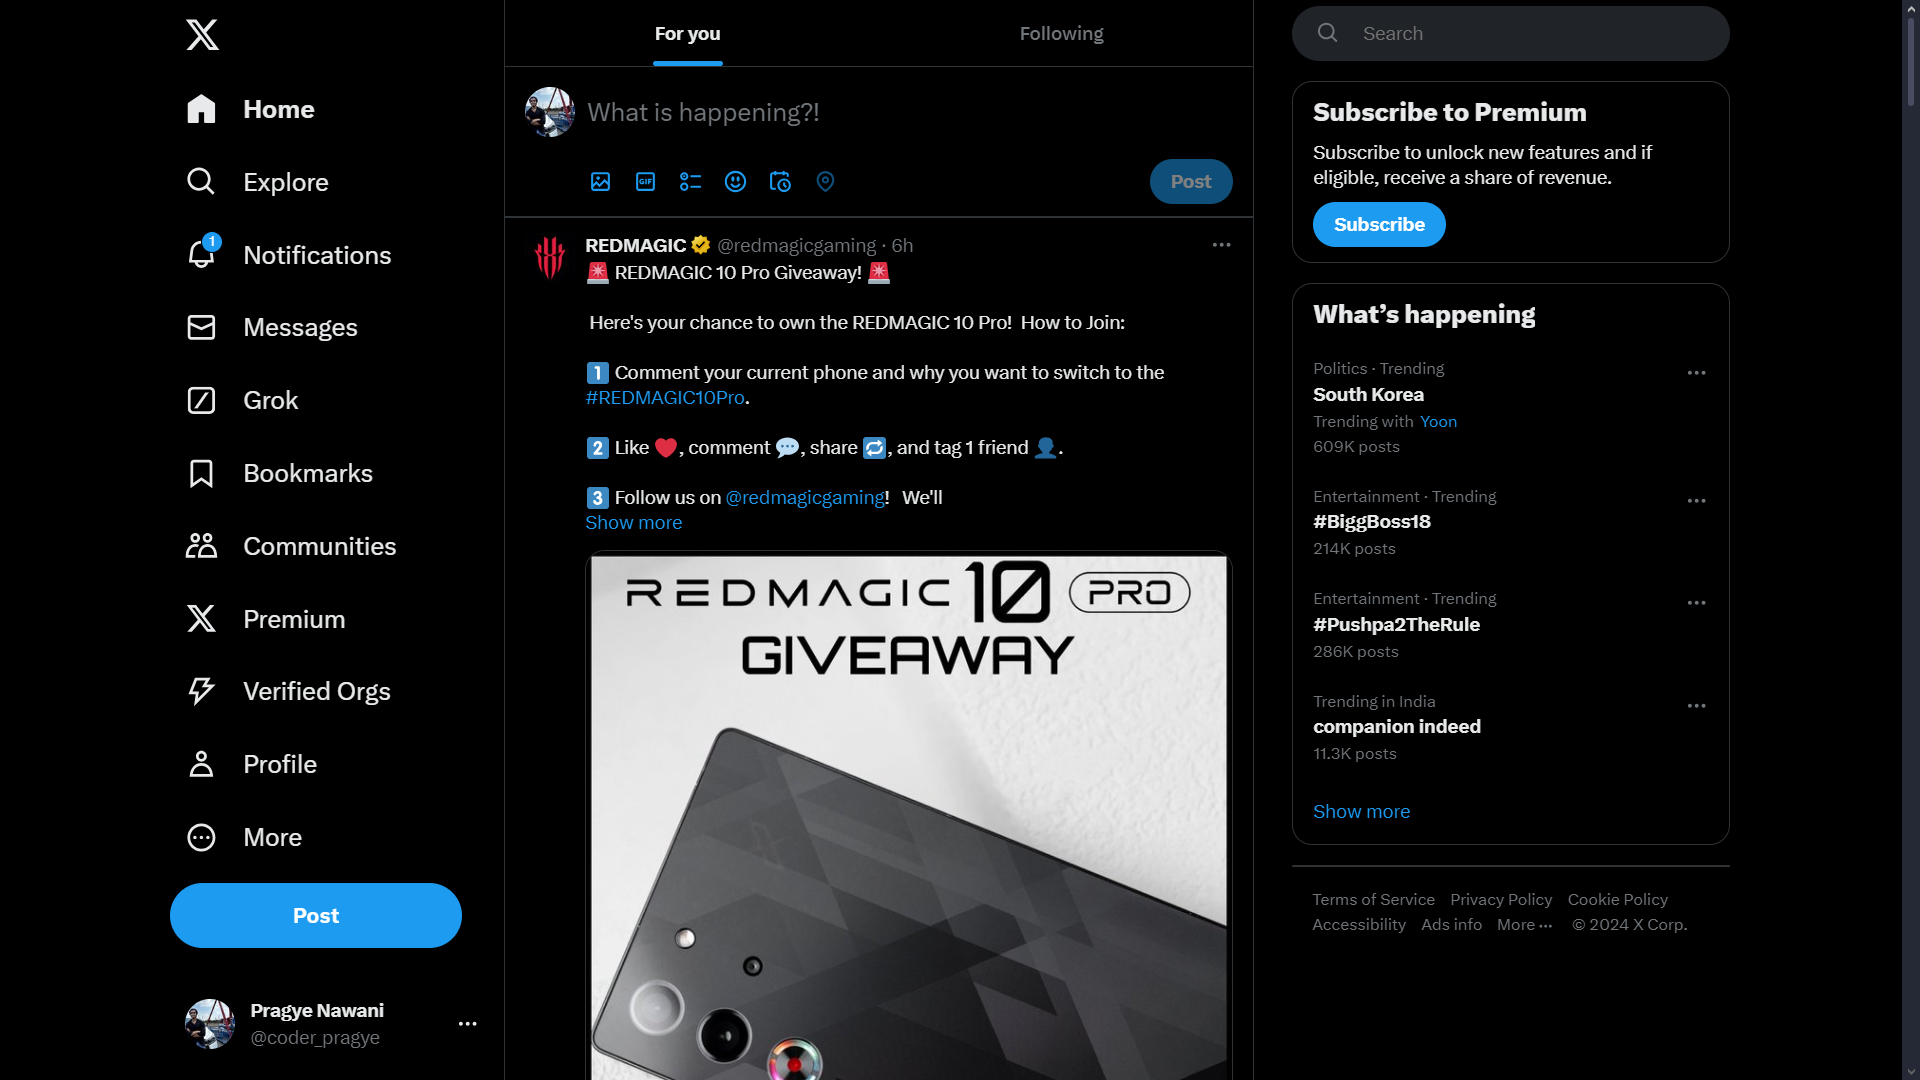 Home
Explore
1
Notifications
Messages
Grok
Bookmarks
Communities
Premium
Verified Orgs
Profile
More
Post
Pragye Nawani
@coder_pragye
For you
Following
What is happening?!
GIF
Post
REDMAGIC @redmagicgaming · 6h
🚨 REDMAGIC 10 Pro Giveaway! 🚨
Here's your chance to own the REDMAGIC 10 Pro! How to Join:
1️⃣ Comment your current phone and why you want to switch to the
#REDMAGIC10Pro.
2️⃣ Like ❤️, comment 💬, share 🔁, and tag 1 friend 👤.
3️⃣ Follow us on @redmagicgaming! We'll
Show more
REDMAGIC 10 PRO
GIVEAWAY
Search
Subscribe to Premium
Subscribe to unlock new features and if
eligible, receive a share of revenue.
Subscribe
What’s happening
Politics · Trending
South Korea
Trending with Yoon
609K posts
Entertainment · Trending
#BiggBoss18
214K posts
Entertainment · Trending
#Pushpa2TheRule
286K posts
Trending in India
companion indeed
11.3K posts
Show more
Terms of Service Privacy Policy Cookie Policy
Accessibility Ads info More ··· © 2024 X Corp.